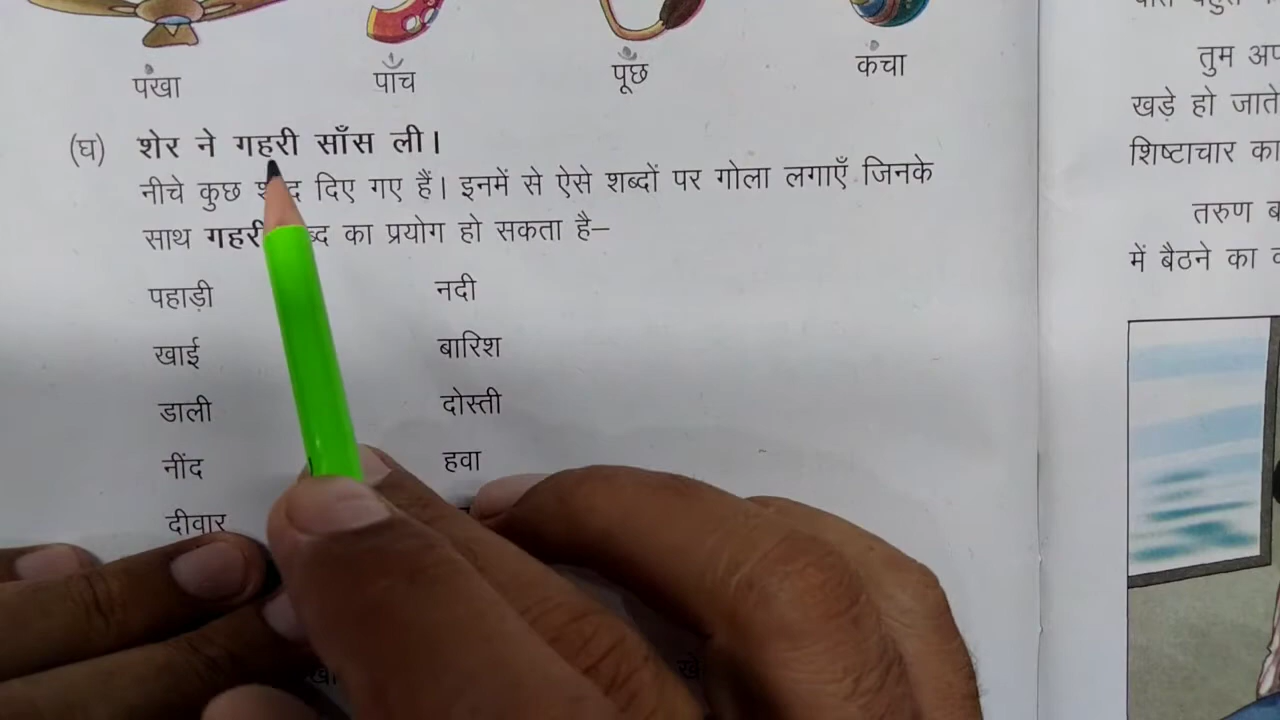 पंखा पाँच पूँछ कंचा
(घ) शेर ने गहरी साँस ली।
नीचे कुछ दिए गए हैं। इनमें से ऐसे शब्दों पर गोला लगाएँ जिनके
साथ गहरी का प्रयोग हो सकता है–
पहाड़ी नदी
खाई बारिश
डाली दोस्ती
नींद हवा
दीवार
तुम
खड़े हो जाते
शिष्टाचार का
तरुण
में बैठने का